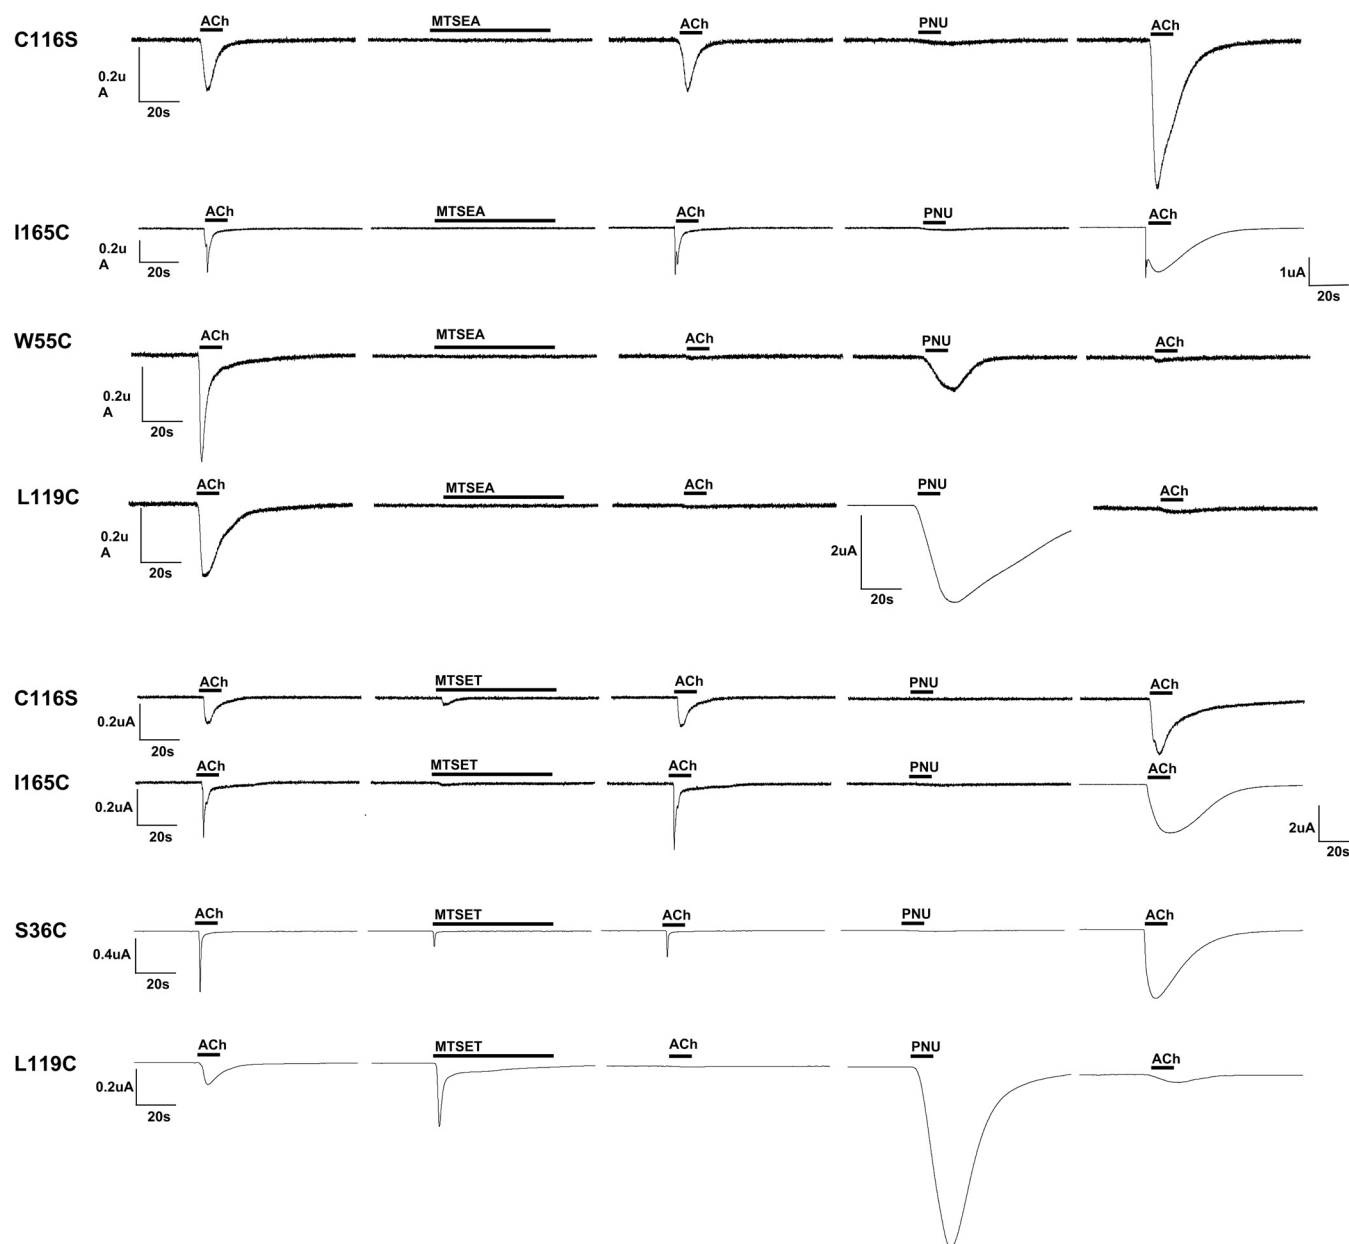 C116S ACh MTSEA ACh PNU ACh
0.2u
A
20s
I165C ACh MTSEA ACh PNU ACh
0.2u
A
20s
1uA
20s
W55C ACh MTSEA ACh PNU ACh
0.2u
A
20s
L119C ACh MTSEA ACh PNU ACh
0.2u
A
20s
2uA
20s
C116S ACh MTSET ACh PNU ACh
0.2uA
20s
I165C ACh MTSET ACh PNU ACh
0.2uA
20s
2uA
20s
S36C ACh MTSET ACh PNU ACh
0.4uA
20s
L119C ACh MTSET ACh PNU ACh
0.2uA
20s